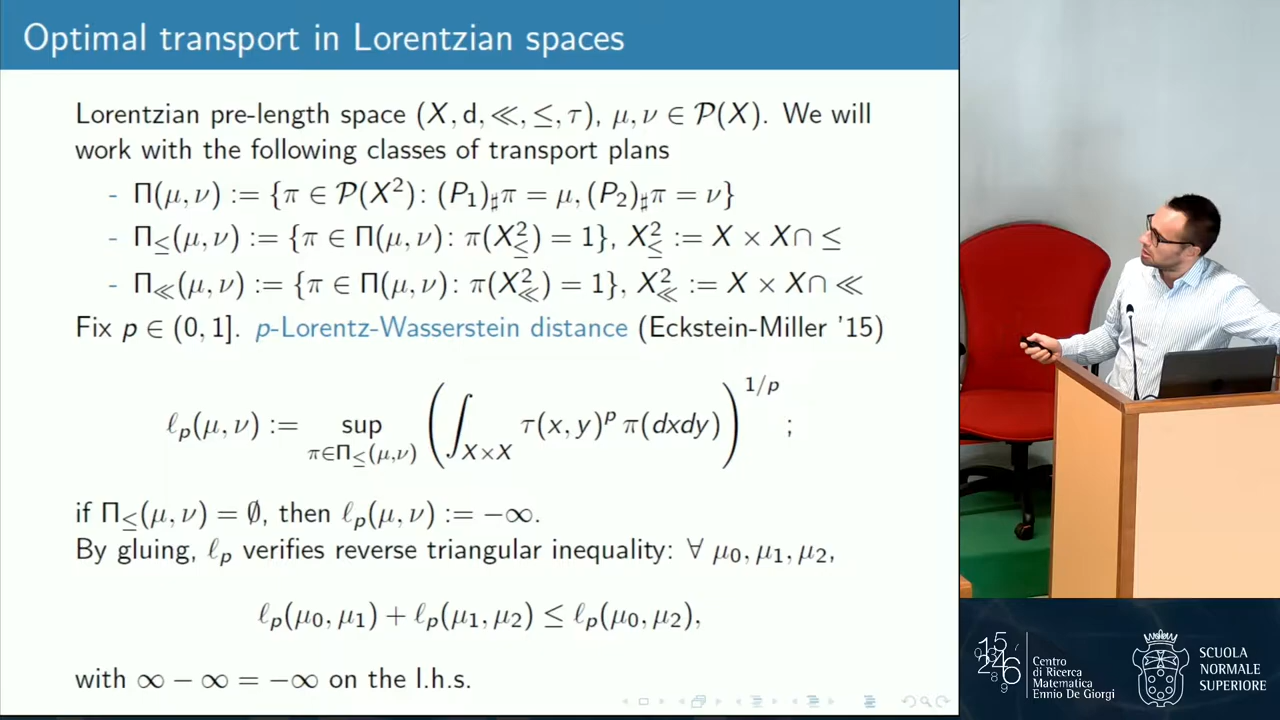 Optimal transport in Lorentzian spaces
Lorentzian pre-length space (X, d, ≪, ≤, τ), μ, ν ∈ 𝒫(X). We will
work with the following classes of transport plans
- Π(μ, ν) := {π ∈ 𝒫(X²): (P₁)♯π = μ, (P₂)♯π = ν}
- Π≤(μ, ν) := {π ∈ Π(μ, ν): π(X²≤) = 1}, X²≤ := X × X∩ ≤
- Π≪(μ, ν) := {π ∈ Π(μ, ν): π(X²≪) = 1}, X²≪ := X × X∩ ≪
Fix p ∈ (0, 1]. p-Lorentz-Wasserstein distance (Eckstein-Miller '15)
ℓₚ(μ, ν) := sup_{π∈Π≤(μ,ν)} (∫_{X×X} τ(x, y)^p π(dxdy))^{1/p} ;
if Π≤(μ, ν) = ∅, then ℓₚ(μ, ν) := −∞.
By gluing, ℓₚ verifies reverse triangular inequality: ∀ μ₀, μ₁, μ₂,
ℓₚ(μ₀, μ₁) + ℓₚ(μ₁, μ₂) ≤ ℓₚ(μ₀, μ₂),
with ∞ − ∞ = −∞ on the l.h.s.
Centro
di Ricerca
Matematica
Ennio De Giorgi
SCUOLA
NORMALE
SUPERIORE